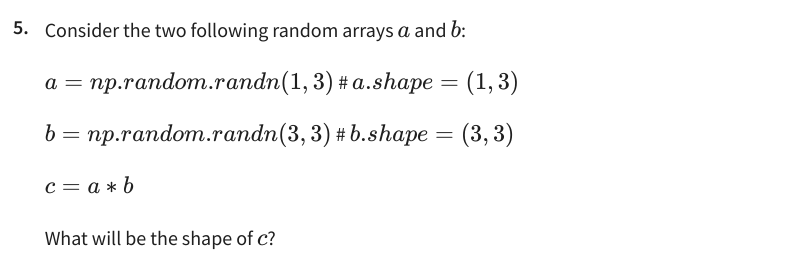 5. Consider the two following random arrays a and b:
a = np.random.randn(1, 3) # a.shape = (1, 3)
b = np.random.randn(3, 3) # b.shape = (3, 3)
c = a * b
What will be the shape of c?